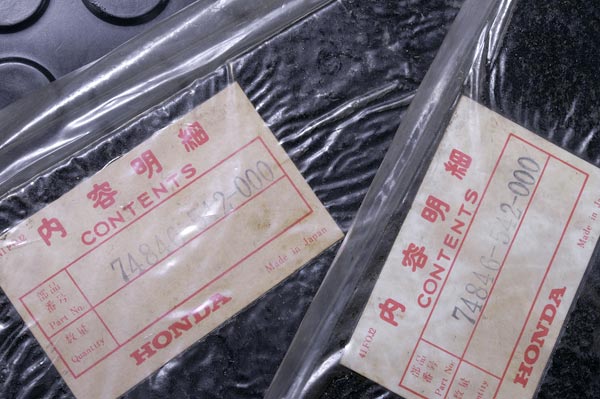 内容明細
CONTENTS
部品
番号
Part No.
74846-542-000
数量
Quantity
HONDA
Made in Japan
内容明細
CONTENTS
部品
番号
Part No.
74846-542-000
数量
Quantity
HONDA
Made in Japan